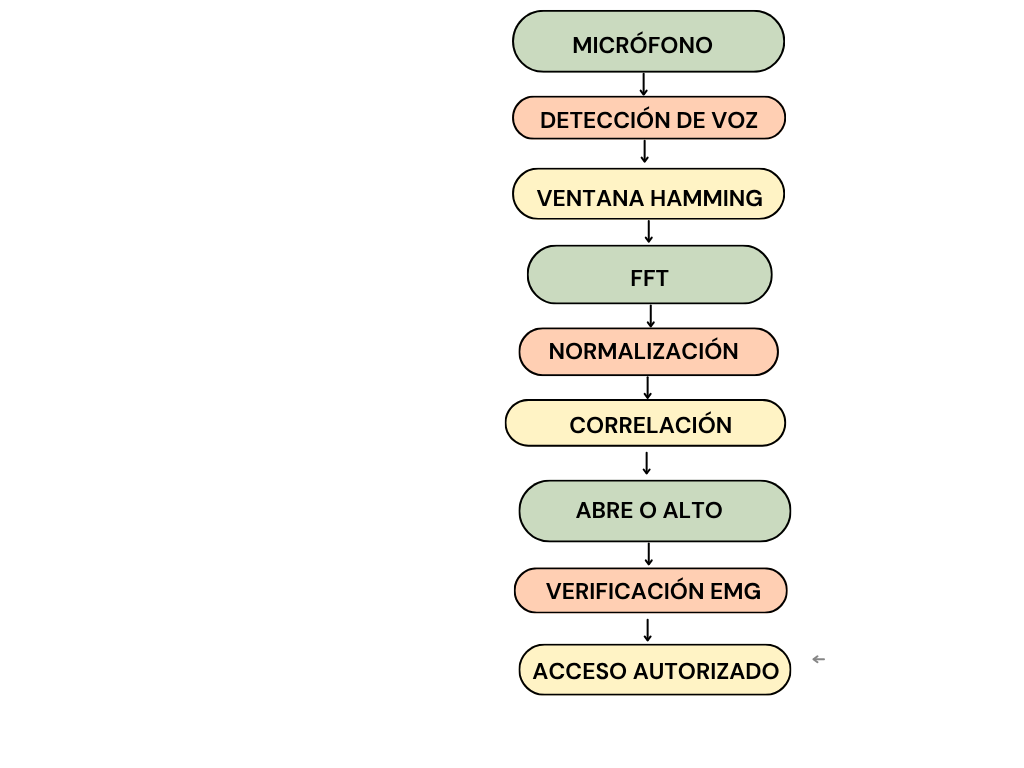 MICRÓFONO
DETECCIÓN DE VOZ
VENTANA HAMMING
FFT
NORMALIZACIÓN
CORRELACIÓN
ABRE O ALTO
VERIFICACIÓN EMG
ACCESO AUTORIZADO